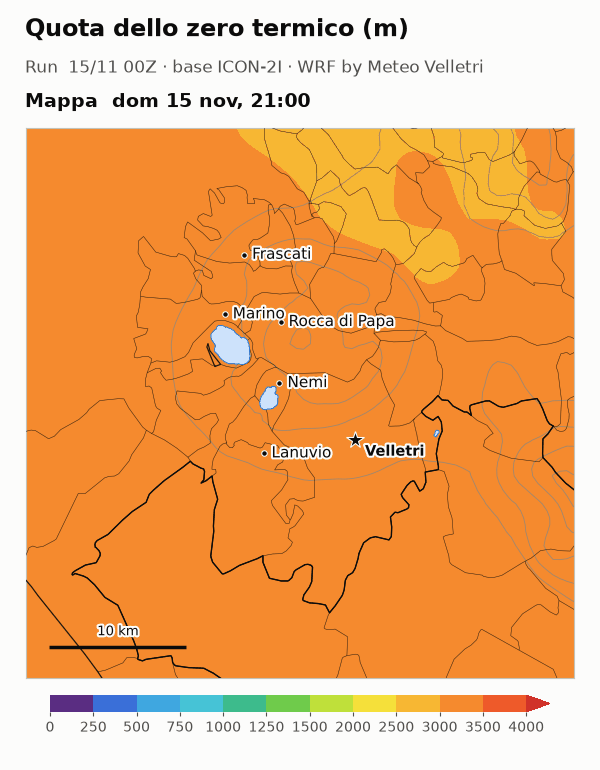 Quota dello zero termico (m)
Run  15/11 00Z · base ICON-2I · WRF by Meteo Velletri
Mappa  dom 15 nov, 21:00
Frascati
Marino
Rocca di Papa
Nemi
Velletri
Lanuvio
10 km
0 250 500 750 1000 1250 1500 2000 2500 3000 3500 4000